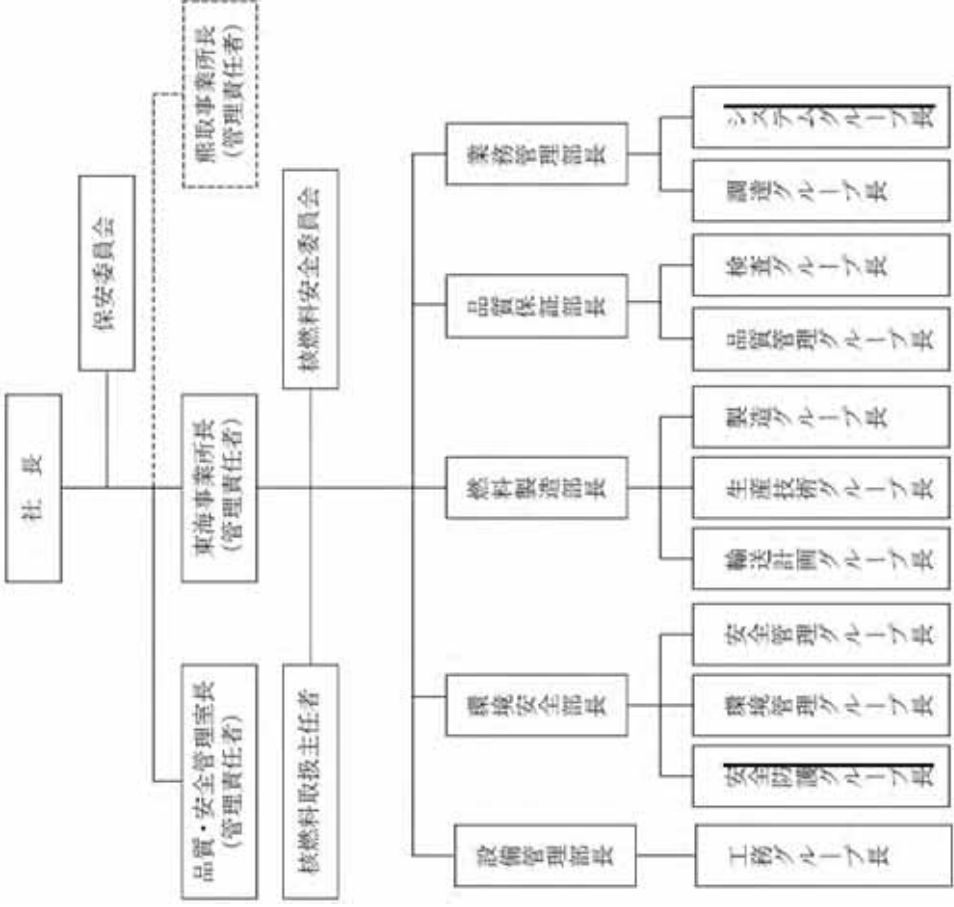 社 長
保安委員会
品質・安全管理室長
(管理責任者)
東海事業所長
(管理責任者)
熊取事業所長
(管理責任者)
核燃料取扱主任者
核燃料安全委員会
設備管理部長
環境安全部長
燃料製造部長
品質保証部長
業務管理部長
工務グループ長
安全防護グループ長
環境管理グループ長
安全管理グループ長
輸送計画グループ長
生産技術グループ長
製造グループ長
品質管理グループ長
検査グループ長
調達グループ長
システムグループ長